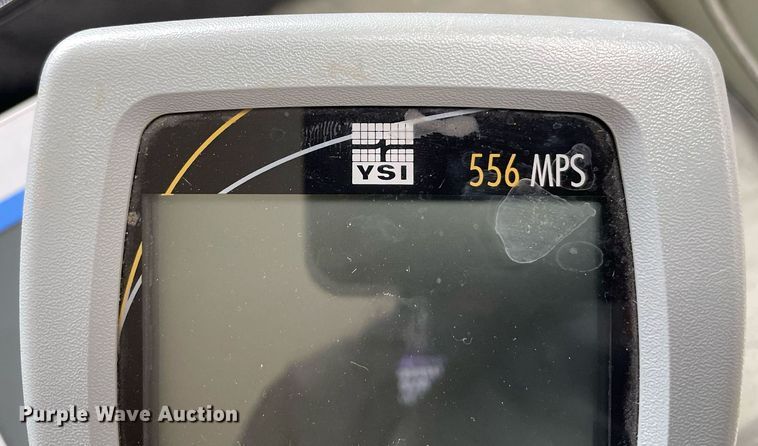 YSI
556 MPS
Purple Wave Auction